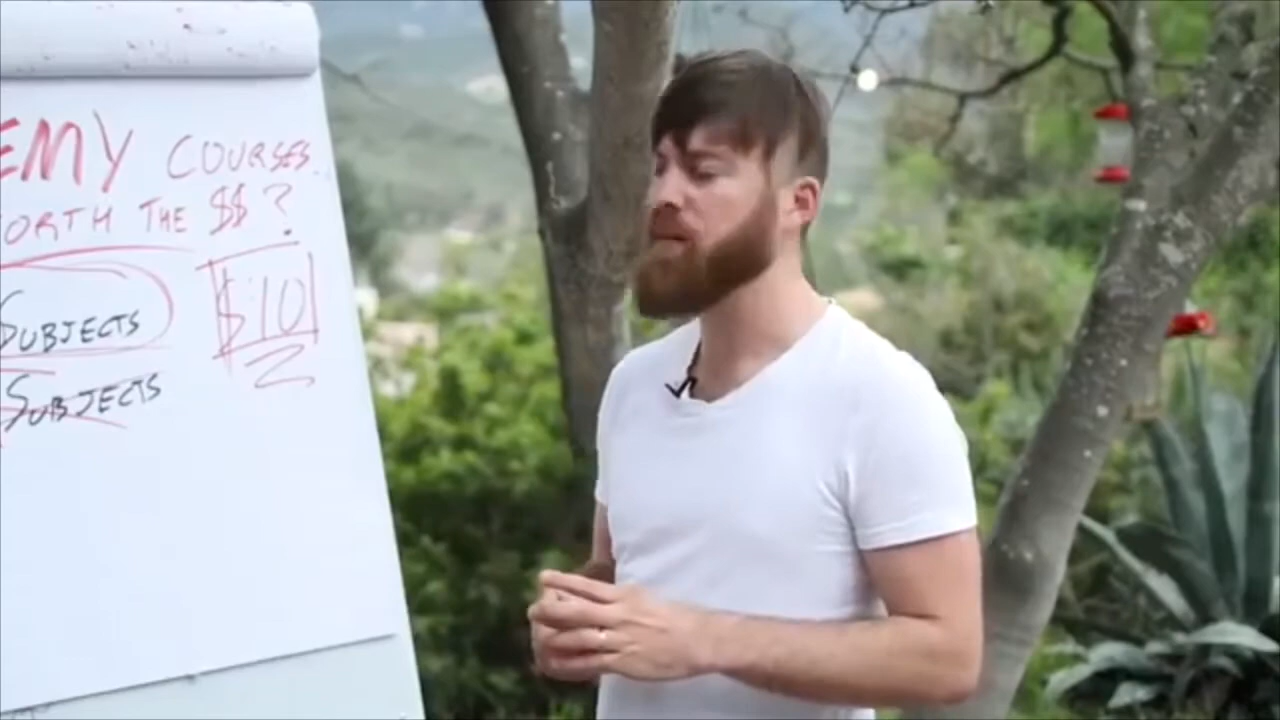 EMY COURSES
ORTH THE $$?
$10
SUBJECTS
SUBJECTS